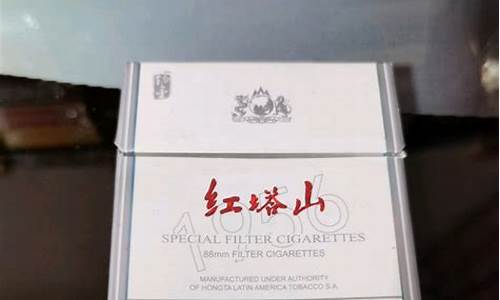 红塔山
1956
SPECIAL FILTER CIGARETTES
88mm FILTER CIGARETTES
MANUFACTURED UNDER AUTHORITY
OF HONGTA LATIN AMERICA TOBACCO S.A.